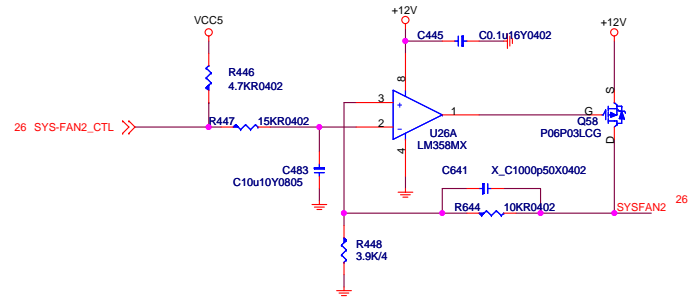 +12V
+12V
VCC5
C445
C0.1u16Y0402
R446
4.7KR0402
8
S
3
+
1
G
Q58
P06P03LCG
26 SYS-FAN2_CTL
R447
15KR0402
2
-
U26A
LM358MX
4
D
C483
C10u10Y0805
C641
X_C1000p50X0402
R644
10KR0402
SYSFAN2
26
R448
3.9K/4